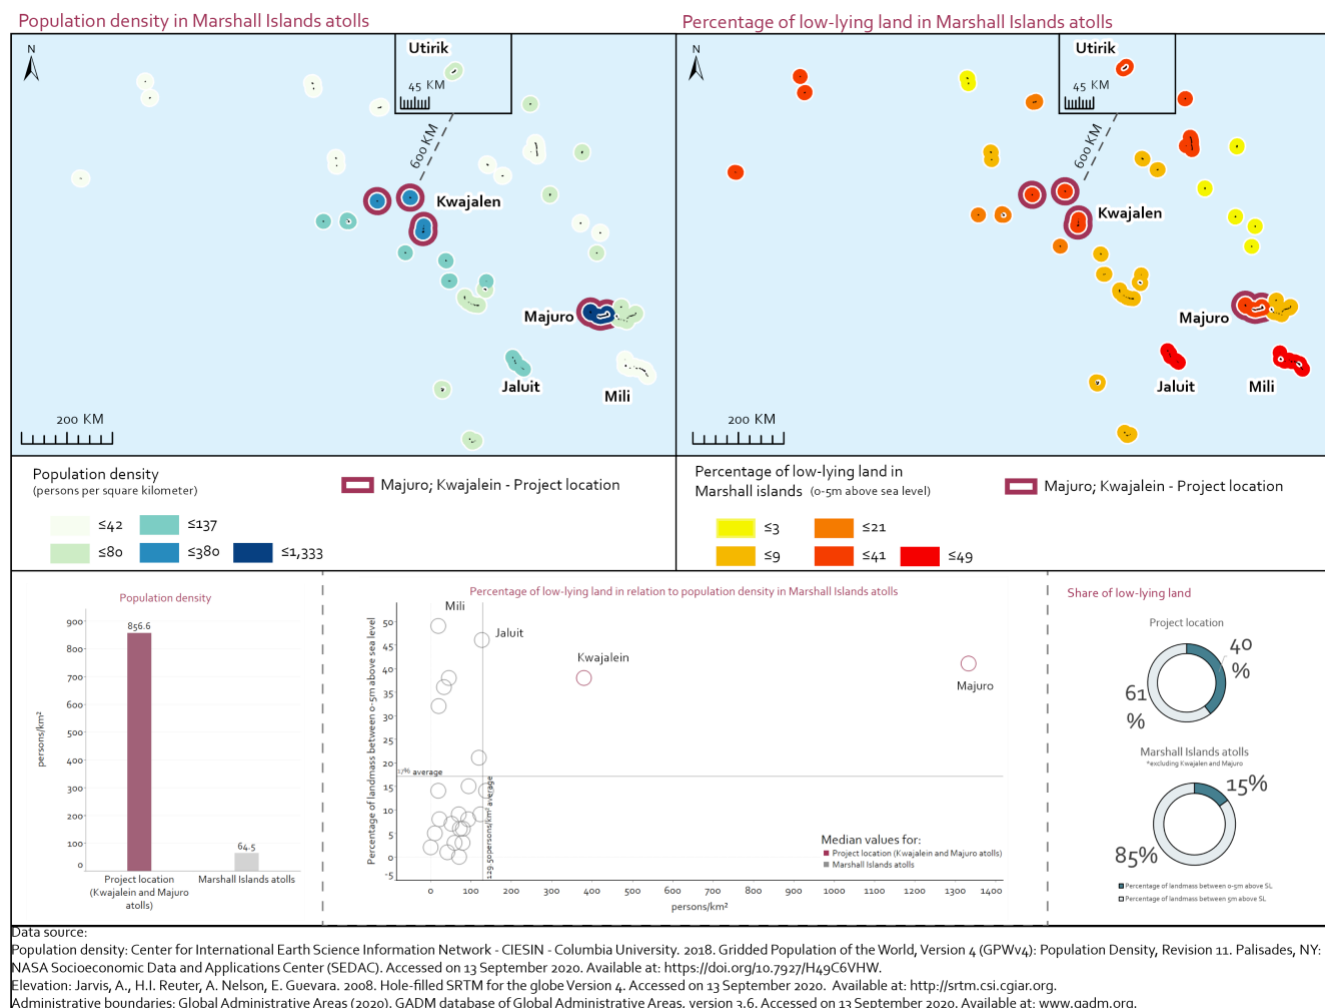 Population density in Marshall Islands atolls
Percentage of low-lying land in Marshall Islands atolls
N
Utirik
45 KM
600 KM
Kwajalen
Majuro
Jaluit
Mili
200 KM
N
Utirik
45 KM
600 KM
Kwajalen
Majuro
Jaluit
Mili
200 KM
Population density
(persons per square kilometer)
Majuro; Kwajalein - Project location
≤42
≤137
≤80
≤380
≤1,333
Percentage of low-lying land in
Marshall islands (0-5m above sea level)
Majuro; Kwajalein - Project location
≤3
≤21
≤9
≤41
≤49
Population density
persons/km²
900
800
700
600
500
400
300
200
100
0
856.6
64.5
Project location
(Kwajalein and Majuro
atolls)
Marshall Islands atolls
Percentage of low-lying land in relation to population density in Marshall Islands atolls
Percentage of landmass between 0-5m above sea level
50
45
40
35
30
25
20
15
10
5
0
-5
Mili
Jaluit
Kwajalein
Majuro
17% average
129.50persons/km² average
Median values for:
Project location (Kwajalein and Majuro atolls)
Marshall Islands atolls
0 100 200 300 400 500 600 700 800 900 1000 1100 1200 1300 1400
persons/km²
Share of low-lying land
Project location
40
%
61
%
Marshall Islands atolls
*excluding Kwajalen and Majuro
15%
85%
Percentage of landmass between 0-5m above SL
Percentage of landmass between 5m above SL
Data source:
Population density: Center for International Earth Science Information Network - CIESIN - Columbia University. 2018. Gridded Population of the World, Version 4 (GPWv4): Population Density, Revision 11. Palisades, NY:
NASA Socioeconomic Data and Applications Center (SEDAC). Accessed on 13 September 2020. Available at: https://doi.org/10.7927/H49C6VHW.
Elevation: Jarvis, A., H.I. Reuter, A. Nelson, E. Guevara. 2008. Hole-filled SRTM for the globe Version 4. Accessed on 13 September 2020. Available at: http://srtm.csi.cgiar.org.
Administrative boundaries: Global Administrative Areas (2020). GADM database of Global Administrative Areas, version 3.6. Accessed on 13 September 2020. Available at: www.gadm.org.